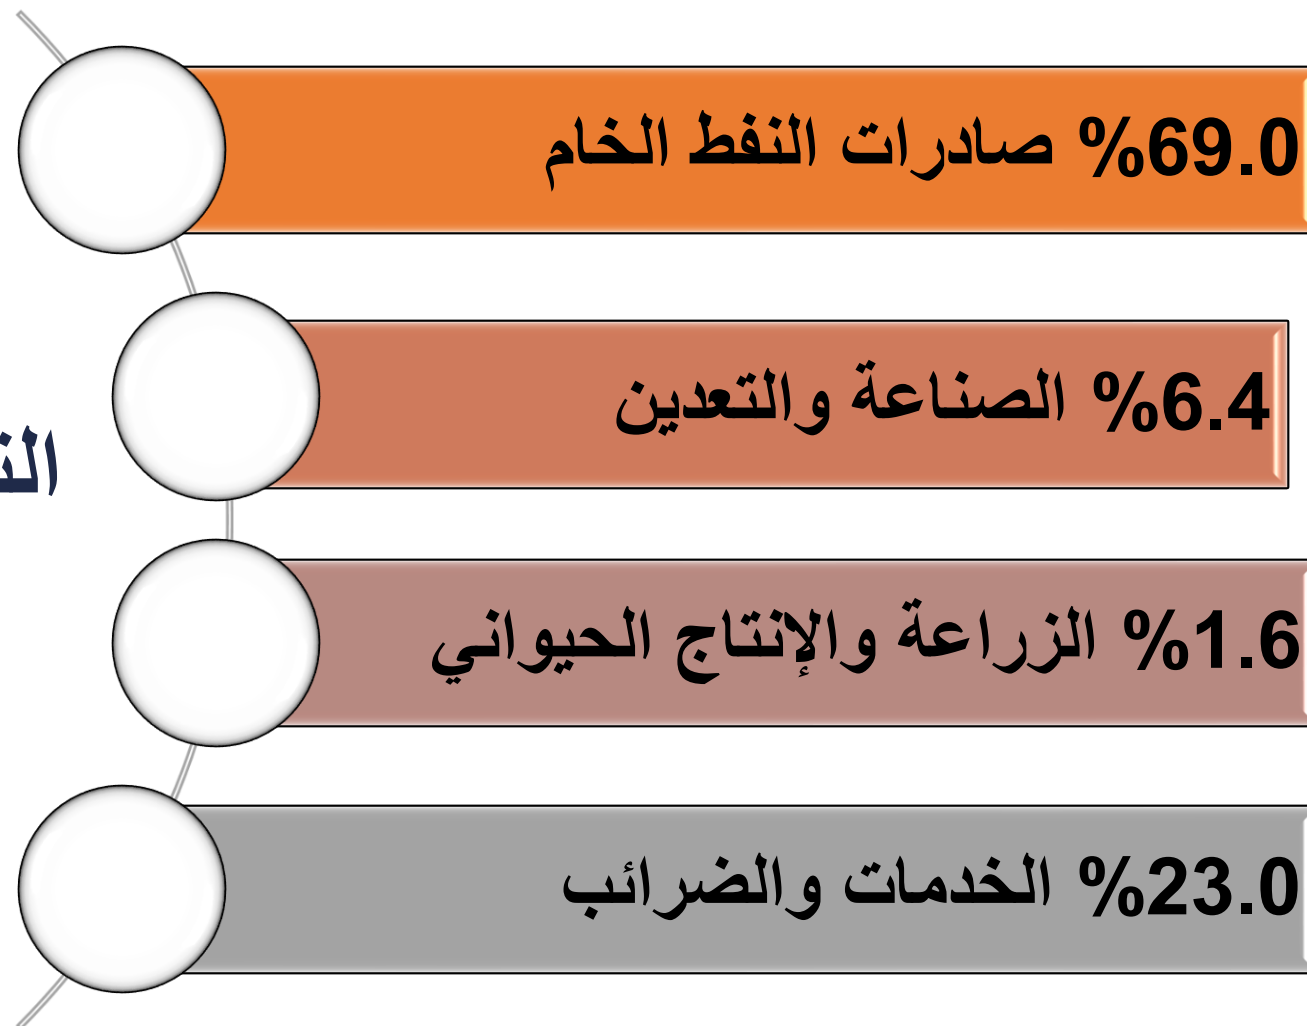 %69.0 صادرات النفط الخام
%6.4 الصناعة والتعدين
%1.6 الزراعة والإنتاج الحيواني
%23.0 الخدمات والضرائب